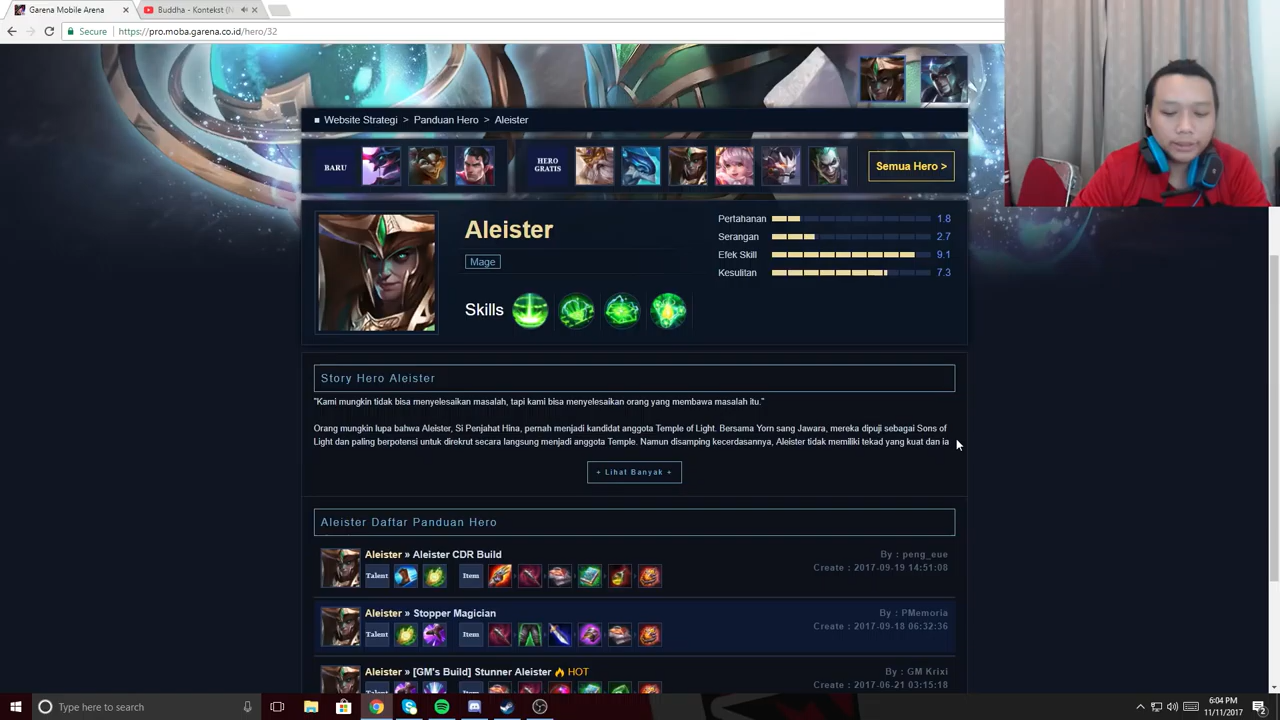 Garena Mobile Arena
Buddha - Kontekst (N
Secure
https://pro.moba.garena.co.id/hero/32
Website Strategi > Panduan Hero > Aleister
BARU
HERO
GRATIS
Semua Hero >
Aleister
Mage
Skills
Pertahanan 1.8
Serangan 2.7
Efek Skill 9.1
Kesulitan 7.3
Story Hero Aleister
"Kami mungkin tidak bisa menyelesaikan masalah, tapi kami bisa menyelesaikan orang yang membawa masalah itu."
Orang mungkin lupa bahwa Aleister, Si Penjahat Hina, pernah menjadi kandidat anggota Temple of Light. Bersama Yorn sang Jawara, mereka dipuji sebagai Sons of
Light dan paling berpotensi untuk direkrut secara langsung menjadi anggota Temple. Namun disamping kecerdasannya, Aleister tidak memiliki tekad yang kuat dan ia
+ Lihat Banyak +
Aleister Daftar Panduan Hero
Aleister » Aleister CDR Build
By : peng_eue
Create : 2017-09-19 14:51:08
Talent
Item
Aleister » Stopper Magician
By : PMemoria
Create : 2017-09-18 06:32:36
Talent
Item
Aleister » [GM's Build] Stunner Aleister HOT
By : GM Krixi
Create : 2017-06-21 03:15:18
Talent
Item
Type here to search
6:04 PM
11/11/2017
2